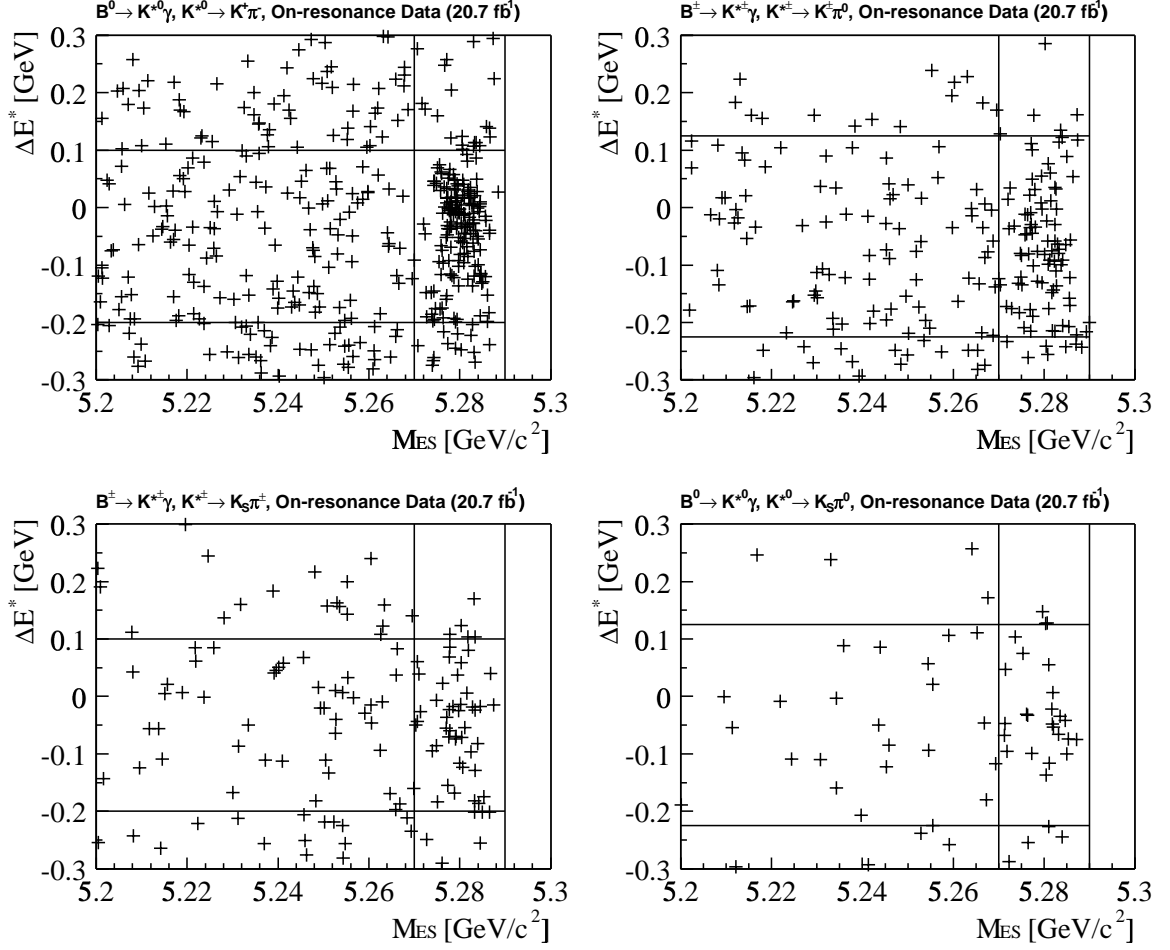 B⁰→ K*⁰γ, K*⁰→ K⁺π⁻, On-resonance Data (20.7 fb⁻¹)
ΔE* [GeV]
0.3
0.2
0.1
0
-0.1
-0.2
-0.3
5.2 5.22 5.24 5.26 5.28 5.3
MES [GeV/c²]
B±→ K*±γ, K*±→ K±π⁰, On-resonance Data (20.7 fb⁻¹)
ΔE* [GeV]
0.3
0.2
0.1
0
-0.1
-0.2
-0.3
5.2 5.22 5.24 5.26 5.28 5.3
MES [GeV/c²]
B±→ K*±γ, K*±→ KSπ±, On-resonance Data (20.7 fb⁻¹)
ΔE* [GeV]
0.3
0.2
0.1
0
-0.1
-0.2
-0.3
5.2 5.22 5.24 5.26 5.28 5.3
MES [GeV/c²]
B⁰→ K*⁰γ, K*⁰→ KSπ⁰, On-resonance Data (20.7 fb⁻¹)
ΔE* [GeV]
0.3
0.2
0.1
0
-0.1
-0.2
-0.3
5.2 5.22 5.24 5.26 5.28 5.3
MES [GeV/c²]